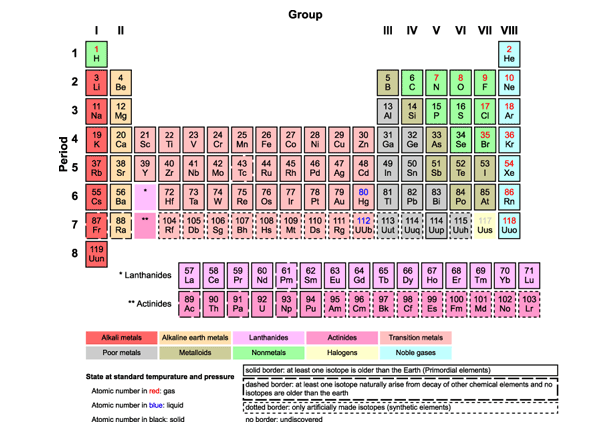 Group
I II III IV V VI VII VIII
Period
1 1 H 2 He
2 3 Li 4 Be 5 B 6 C 7 N 8 O 9 F 10 Ne
3 11 Na 12 Mg 13 Al 14 Si 15 P 16 S 17 Cl 18 Ar
4 19 K 20 Ca 21 Sc 22 Ti 23 V 24 Cr 25 Mn 26 Fe 27 Co 28 Ni 29 Cu 30 Zn 31 Ga 32 Ge 33 As 34 Se 35 Br 36 Kr
5 37 Rb 38 Sr 39 Y 40 Zr 41 Nb 42 Mo 43 Tc 44 Ru 45 Rh 46 Pd 47 Ag 48 Cd 49 In 50 Sn 51 Sb 52 Te 53 I 54 Xe
6 55 Cs 56 Ba * 72 Hf 73 Ta 74 W 75 Re 76 Os 77 Ir 78 Pt 79 Au 80 Hg 81 Tl 82 Pb 83 Bi 84 Po 85 At 86 Rn
7 87 Fr 88 Ra ** 104 Rf 105 Db 106 Sg 107 Bh 108 Hs 109 Mt 110 Ds 111 Rg 112 UUb 113 Uut 114 Uuq 114 Uup 115 Uuh 117 Uus 118 Uuo
8 119 Uun
* Lanthanides 57 La 58 Ce 59 Pr 60 Nd 61 Pm 62 Sm 63 Eu 64 Gd 65 Tb 66 Dy 67 Ho 68 Er 69 Tm 70 Yb 71 Lu
** Actinides 89 Ac 90 Th 91 Pa 92 U 93 Np 94 Pu 95 Am 96 Cm 97 Bk 98 Cf 99 Es 100 Fm 101 Md 102 No 103 Lr
Alkali metals Alkaline earth metals Lanthanides Actinides Transition metals
Poor metals Metalloids Nonmetals Halogens Noble gases
State at standard tempurature and pressure
Atomic number in red: gas
Atomic number in blue: liquid
Atomic number in black: solid
solid border: at least one isotope is older than the Earth (Primordial elements)
dashed border: at least one isotope naturally arise from decay of other chemical elements and no
isotopes are older than the earth
dotted border: only artificially made isotopes (synthetic elements)
no border: undiscovered